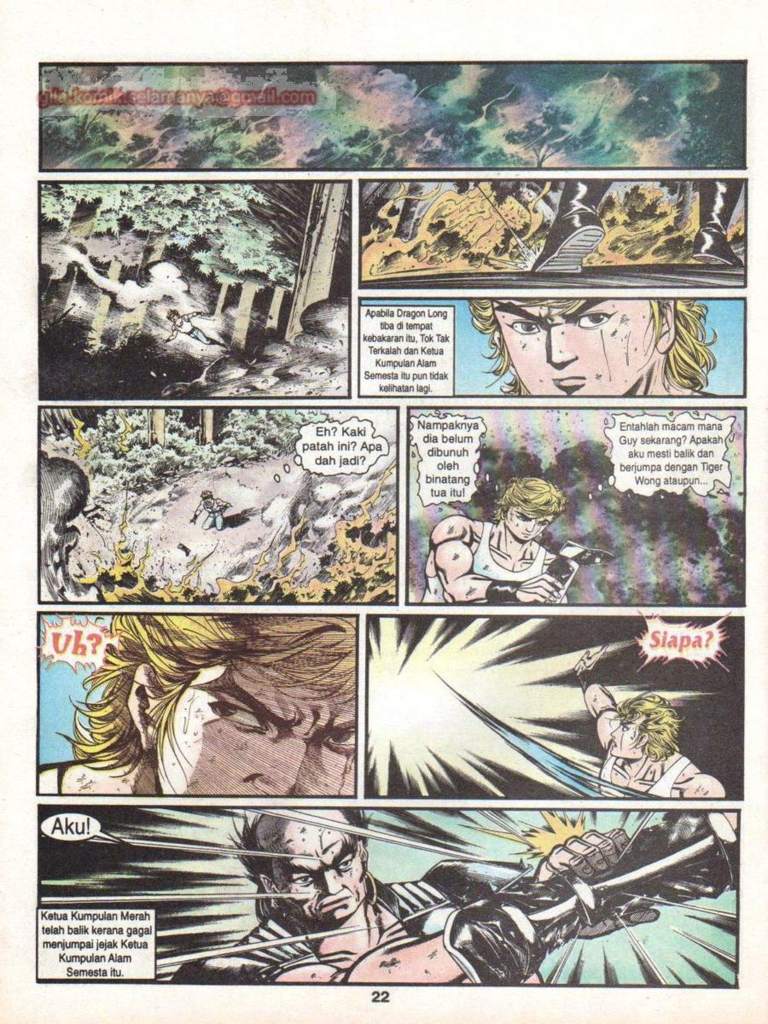 gila-komik.selamanya@gmail.com
Apabila Dragon Long
tiba di tempat
kebakaran itu, Tok Tak
Terkalah dan Ketua
Kumpulan Alam
Semesta itu pun tidak
kelihatan lagi.
Eh? Kaki
patah ini? Apa
dah jadi?
Nampaknya
dia belum
dibunuh
oleh
binatang
tua itu!
Entahlah macam mana
Guy sekarang? Apakah
aku mesti balik dan
berjumpa dengan Tiger
Wong ataupun...
Uh?
Siapa?
Aku!
Ketua Kumpulan Merah
telah balik kerana gagal
menjumpai jejak Ketua
Kumpulan Alam
Semesta itu.
22